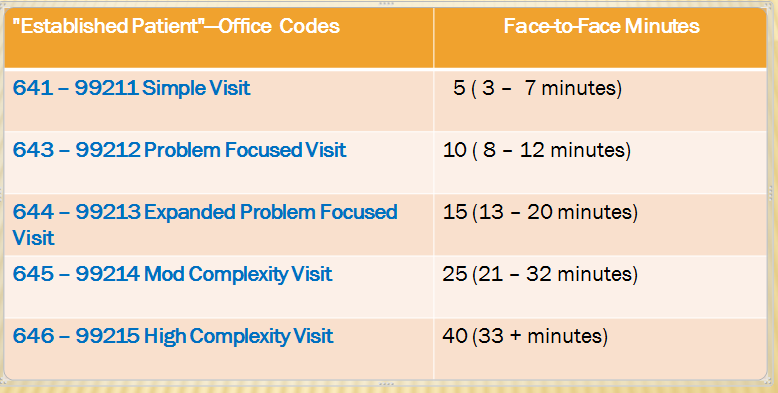 "Established Patient"—Office Codes
Face-to-Face Minutes
641 – 99211 Simple Visit
5 ( 3 – 7 minutes)
643 – 99212 Problem Focused Visit
10 ( 8 – 12 minutes)
644 – 99213 Expanded Problem Focused
Visit
15 (13 – 20 minutes)
645 – 99214 Mod Complexity Visit
25 (21 – 32 minutes)
646 – 99215 High Complexity Visit
40 (33 + minutes)